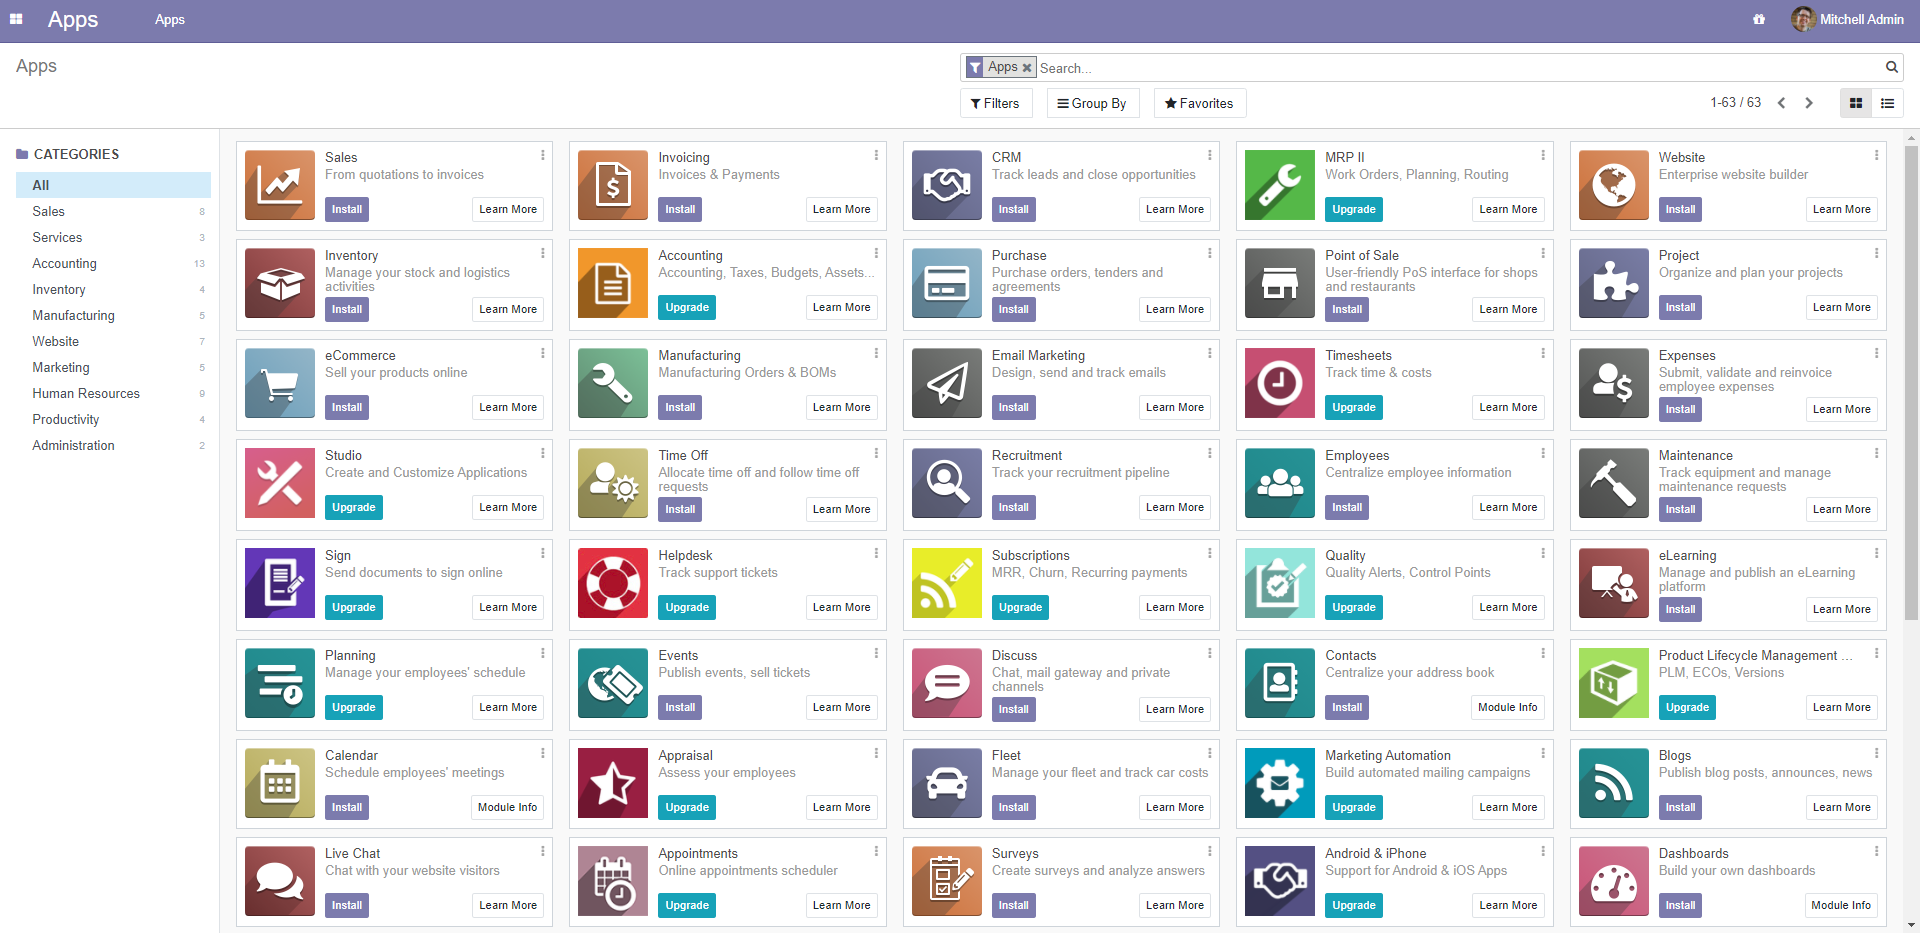 Apps
Apps
Mitchell Admin
Apps
Apps
Search...
Filters
Group By
Favorites
1-63 / 63
CATEGORIES
All
Sales 8
Services 3
Accounting 13
Inventory 4
Manufacturing 5
Website 7
Marketing 5
Human Resources 9
Productivity 4
Administration 2
Sales
From quotations to invoices
Install
Learn More
Invoicing
Invoices & Payments
Install
Learn More
CRM
Track leads and close opportunities
Install
Learn More
MRP II
Work Orders, Planning, Routing
Upgrade
Learn More
Website
Enterprise website builder
Install
Learn More
Inventory
Manage your stock and logistics
activities
Install
Learn More
Accounting
Accounting, Taxes, Budgets, Assets...
Upgrade
Learn More
Purchase
Purchase orders, tenders and
agreements
Install
Learn More
Point of Sale
User-friendly PoS interface for shops
and restaurants
Install
Learn More
Project
Organize and plan your projects
Install
Learn More
eCommerce
Sell your products online
Install
Learn More
Manufacturing
Manufacturing Orders & BOMs
Install
Learn More
Email Marketing
Design, send and track emails
Install
Learn More
Timesheets
Track time & costs
Upgrade
Learn More
Expenses
Submit, validate and reinvoice
employee expenses
Install
Learn More
Studio
Create and Customize Applications
Upgrade
Learn More
Time Off
Allocate time off and follow time off
requests
Install
Learn More
Recruitment
Track your recruitment pipeline
Install
Learn More
Employees
Centralize employee information
Install
Learn More
Maintenance
Track equipment and manage
maintenance requests
Install
Learn More
Sign
Send documents to sign online
Upgrade
Learn More
Helpdesk
Track support tickets
Upgrade
Learn More
Subscriptions
MRR, Churn, Recurring payments
Upgrade
Learn More
Quality
Quality Alerts, Control Points
Upgrade
Learn More
eLearning
Manage and publish an eLearning
platform
Install
Learn More
Planning
Manage your employees' schedule
Upgrade
Learn More
Events
Publish events, sell tickets
Install
Learn More
Discuss
Chat, mail gateway and private
channels
Install
Learn More
Contacts
Centralize your address book
Install
Module Info
Product Lifecycle Management ...
PLM, ECOs, Versions
Upgrade
Learn More
Calendar
Schedule employees' meetings
Install
Module Info
Appraisal
Assess your employees
Upgrade
Learn More
Fleet
Manage your fleet and track car costs
Install
Learn More
Marketing Automation
Build automated mailing campaigns
Upgrade
Learn More
Blogs
Publish blog posts, announces, news
Install
Learn More
Live Chat
Chat with your website visitors
Install
Learn More
Appointments
Online appointments scheduler
Upgrade
Learn More
Surveys
Create surveys and analyze answers
Install
Learn More
Android & iPhone
Support for Android & iOS Apps
Upgrade
Learn More
Dashboards
Build your own dashboards
Install
Module Info